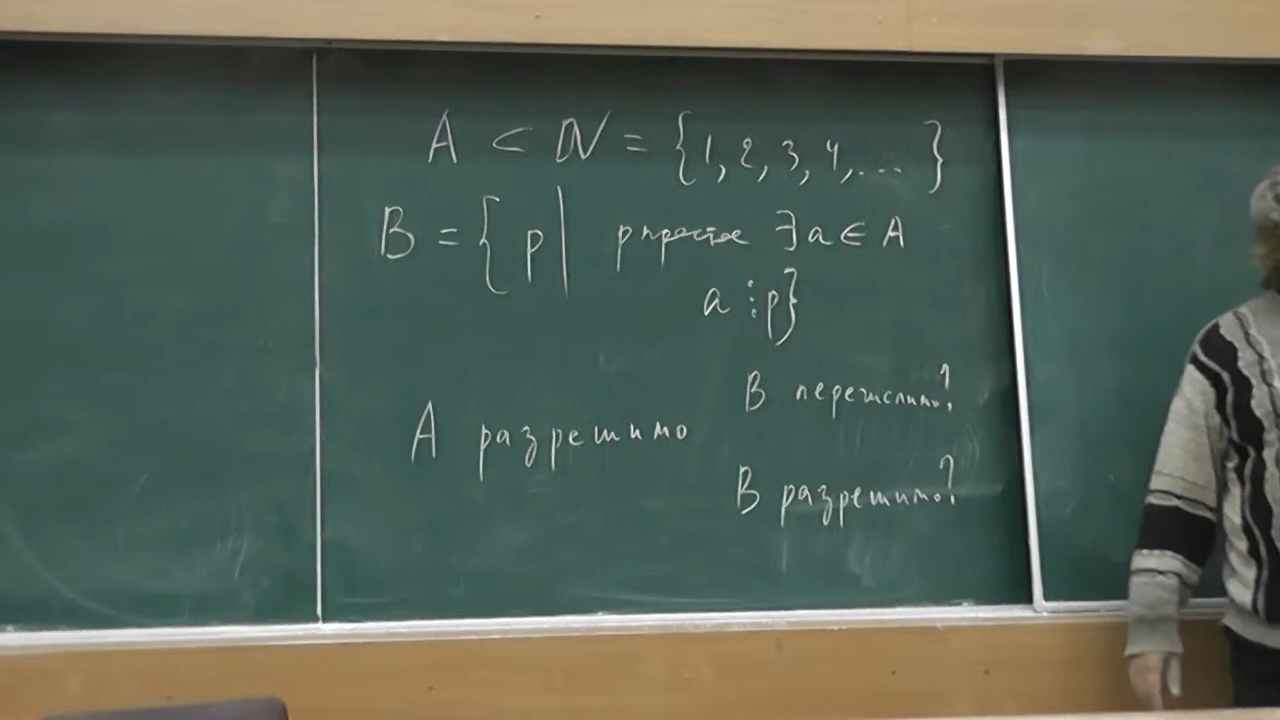 A ⊂ ℕ = {1, 2, 3, 4, ... }
B = { p | p простое ∃ a ∈ A
a ⋮ p}
B перечислимо?
A разрешимо
B разрешимо?